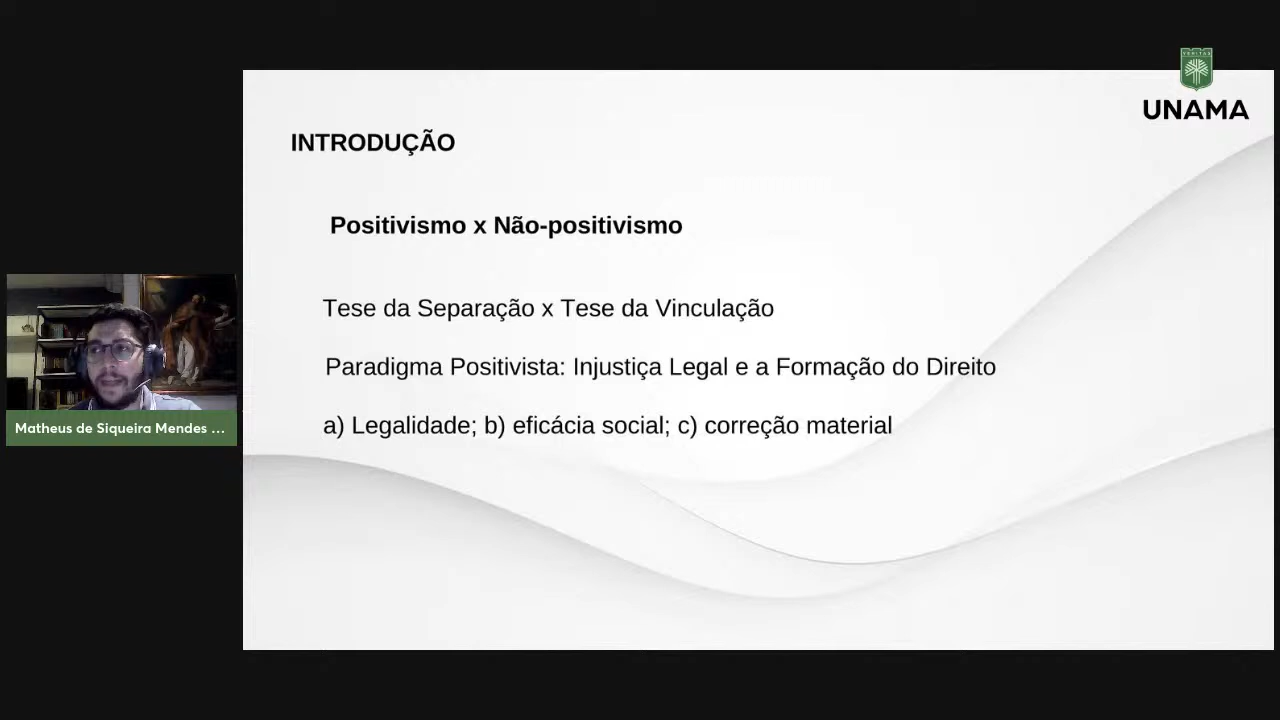 VERITAS
UNAMA
INTRODUÇÃO
Positivismo x Não-positivismo
Tese da Separação x Tese da Vinculação
Paradigma Positivista: Injustiça Legal e a Formação do Direito
a) Legalidade; b) eficácia social; c) correção material
Matheus de Siqueira Mendes ...